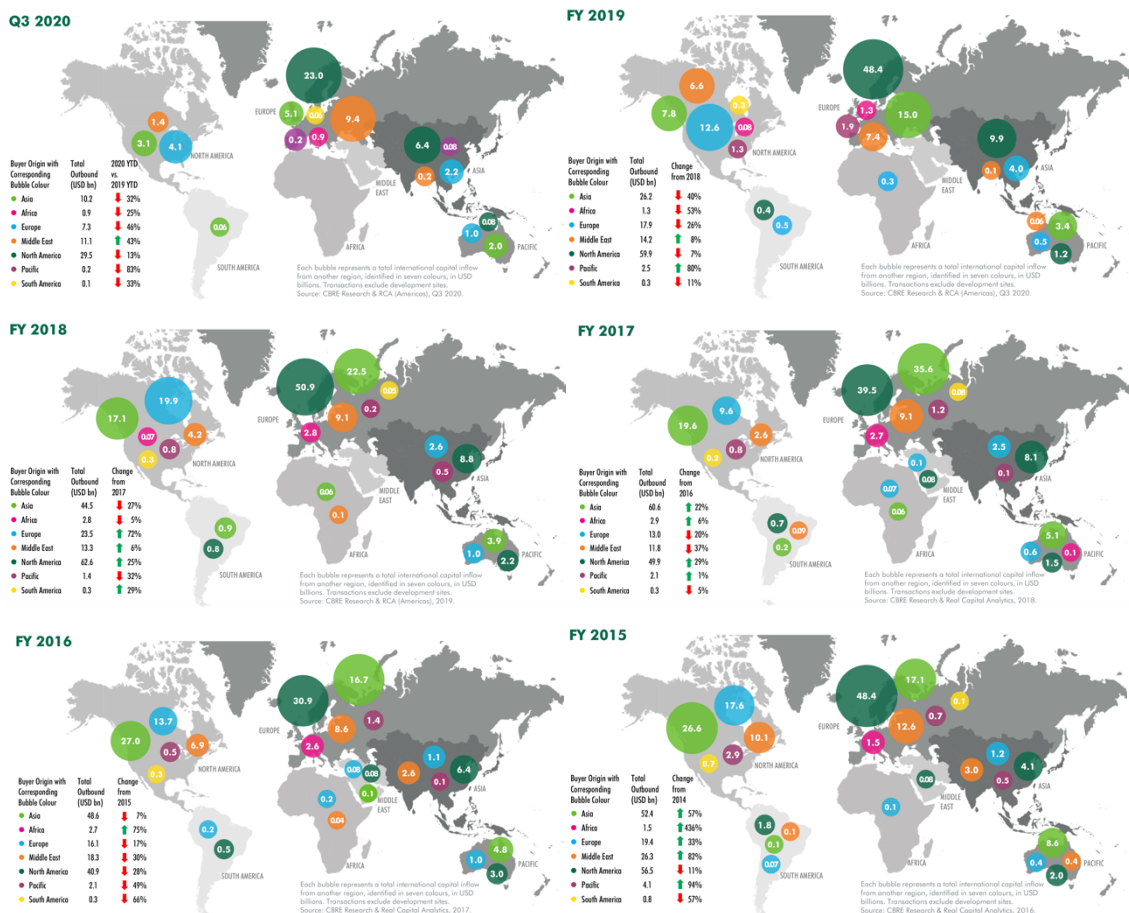 Q3 2020
23.0
5.1
0.06
9.4
1.4
3.1
4.1
0.2
0.9
6.4
0.08
0.2
2.2
0.08
1.0
2.0
0.06
EUROPE
NORTH AMERICA
MIDDLE
EAST
ASIA
AFRICA
PACIFIC
SOUTH AMERICA
Buyer Origin with Corresponding Bubble Colour Total Outbound (USD bn) 2020 YTD vs. 2019 YTD
Asia 10.2 32%
Africa 0.9 25%
Europe 7.3 46%
Middle East 11.1 43%
North America 29.5 13%
Pacific 0.2 83%
South America 0.1 33%
Each bubble represents a total international capital inflow
from another region, identified in seven colours, in USD
billions. Transactions exclude development sites.
Source: CBRE Research & RCA (Americas), Q3 2020.
FY 2019
48.4
6.6
7.8
0.3
12.6
0.08
1.3
1.3
15.0
1.9
7.4
9.9
0.1
4.0
0.3
0.4
0.5
0.06
3.4
0.5
1.2
EUROPE
NORTH AMERICA
MIDDLE
EAST
ASIA
AFRICA
PACIFIC
SOUTH AMERICA
Buyer Origin with Corresponding Bubble Colour Total Outbound (USD bn) Change from 2018
Asia 26.2 40%
Africa 1.3 53%
Europe 17.9 26%
Middle East 14.2 8%
North America 59.9 7%
Pacific 2.5 80%
South America 0.3 11%
Each bubble represents a total international capital inflow
from another region, identified in seven colours, in USD
billions. Transactions exclude development sites.
Source: CBRE Research & RCA (Americas), Q3 2020.
FY 2018
50.9
22.5
0.05
17.1
19.9
0.07
0.8
4.2
0.3
0.2
9.1
2.8
2.6
8.8
0.5
0.06
0.1
0.9
0.8
3.9
1.0
2.2
EUROPE
NORTH AMERICA
MIDDLE
EAST
ASIA
AFRICA
PACIFIC
SOUTH AMERICA
Buyer Origin with Corresponding Bubble Colour Total Outbound (USD bn) Change from 2017
Asia 44.5 27%
Africa 2.8 5%
Europe 23.5 72%
Middle East 13.3 6%
North America 62.6 25%
Pacific 1.4 32%
South America 0.3 29%
Each bubble represents a total international capital inflow
from another region, identified in seven colours, in USD
billions. Transactions exclude development sites.
Source: CBRE Research & RCA (Americas), 2019.
FY 2017
39.5
35.6
0.08
19.6
9.6
2.6
0.8
0.2
1.2
9.1
2.7
2.5
8.1
0.1
0.1
0.08
0.07
0.06
0.7
0.09
0.2
5.1
0.6
0.1
1.5
EUROPE
NORTH AMERICA
MIDDLE
EAST
ASIA
AFRICA
PACIFIC
SOUTH AMERICA
Buyer Origin with Corresponding Bubble Colour Total Outbound (USD bn) Change from 2016
Asia 60.6 22%
Africa 2.9 6%
Europe 13.0 20%
Middle East 11.8 37%
North America 49.9 29%
Pacific 2.1 1%
South America 0.3 5%
Each bubble represents a total international capital inflow
from another region, identified in seven colours, in USD
billions. Transactions exclude development sites.
Source: CBRE Research & Real Capital Analytics, 2018.
FY 2016
30.9
16.7
1.4
27.0
13.7
0.5
6.9
0.3
8.6
2.6
1.1
6.4
2.6
0.1
0.08
0.08
0.1
0.2
0.04
0.2
0.5
4.8
1.0
3.0
EUROPE
NORTH AMERICA
MIDDLE
EAST
ASIA
AFRICA
PACIFIC
SOUTH AMERICA
Buyer Origin with Corresponding Bubble Colour Total Outbound (USD bn) Change from 2015
Asia 48.6 7%
Africa 2.7 75%
Europe 16.1 17%
Middle East 18.3 30%
North America 40.9 28%
Pacific 2.1 49%
South America 0.3 66%
Each bubble represents a total international capital inflow
from another region, identified in seven colours, in USD
billions. Transactions exclude development sites.
Source: CBRE Research & Real Capital Analytics, 2017.
FY 2015
48.4
17.1
0.1
26.6
17.6
10.1
2.9
0.7
0.7
12.6
1.5
1.2
4.1
3.0
0.5
0.08
0.1
1.8
0.1
0.1
0.07
8.6
0.4
0.4
2.0
EUROPE
NORTH AMERICA
MIDDLE
EAST
ASIA
AFRICA
PACIFIC
SOUTH AMERICA
Buyer Origin with Corresponding Bubble Colour Total Outbound (USD bn) Change from 2014
Asia 52.4 57%
Africa 1.5 436%
Europe 19.4 33%
Middle East 26.3 82%
North America 56.5 11%
Pacific 4.1 94%
South America 0.8 57%
Each bubble represents a total international capital inflow
from another region, identified in seven colours, in USD
billions. Transactions exclude development sites.
Source: CBRE Research & Real Capital Analytics, 2016.